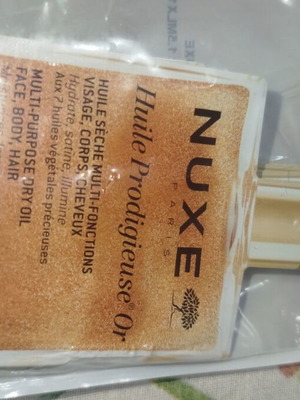 NUXE
PARIS
Huile Prodigieuse® Or
HUILE SÈCHE MULTI-FONCTIONS
VISAGE, CORPS, CHEVEUX
Hydrate, satine, illumine
Aux 7 huiles végétales précieuses
MULTI-PURPOSE DRY OIL
FACE, BODY, HAIR